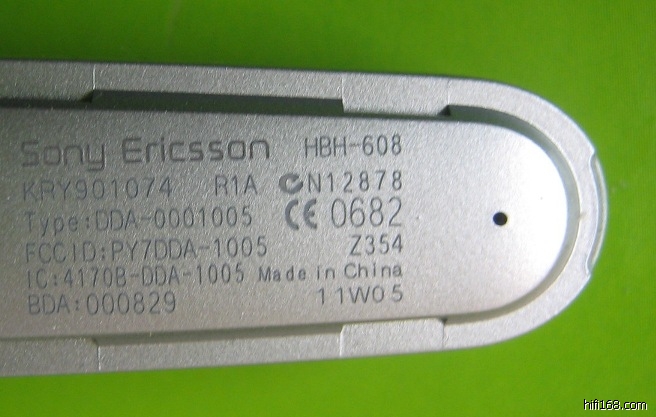 Sony Ericsson HBH-608
KRY901074 R1A N12878
Type:DDA-0001005 CE 0682
FCCID:PY7DDA-1005 Z354
IC:4170B-DDA-1005 Made in China
BDA:000829 11W05
hifi168.com